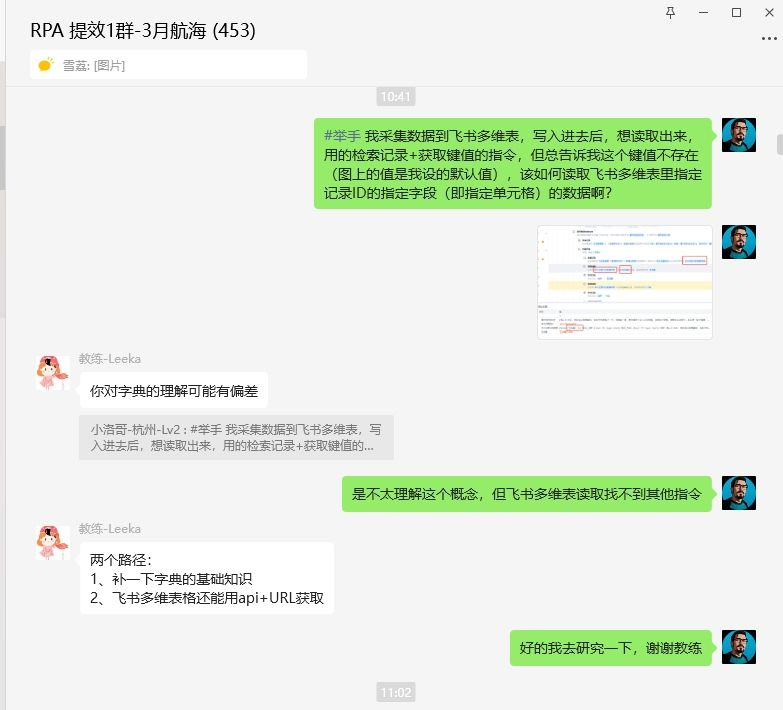 RPA 提效1群-3月航海 (453)
雪荔: [图片]
10:41
#举手 我采集数据到飞书多维表，写入进去后，想读取出来，
用的检索记录+获取键值的指令，但总告诉我这个键值不存在
（图上的值是我设的默认值），该如何读取飞书多维表里指定
记录ID的指定字段（即指定单元格）的数据啊？
教练-Leeka
你对字典的理解可能有偏差
小洛哥-杭州-Lv2 : #举手 我采集数据到飞书多维表，写
入进去后，想读取出来，用的检索记录+获取键值的...
是不太理解这个概念，但飞书多维表读取找不到其他指令
教练-Leeka
两个路径：
1、补一下字典的基础知识
2、飞书多维表格还能用api+URL获取
好的我去研究一下，谢谢教练
11:02